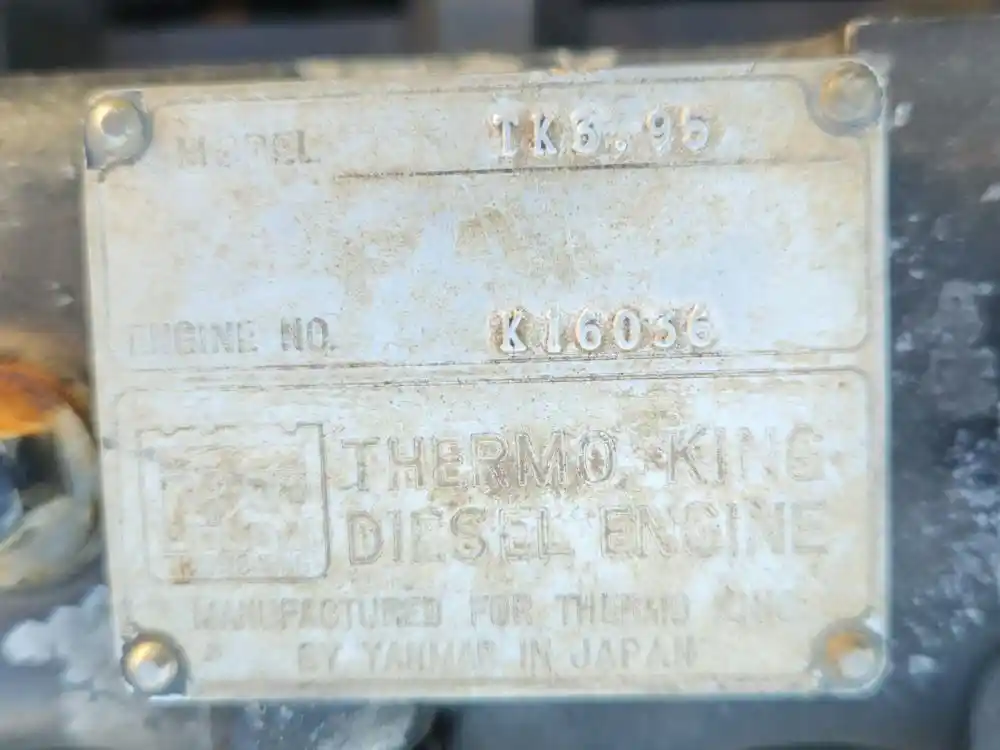 MODEL TK3.95
ENGINE NO. K16036
THERMO KING
DIESEL ENGINE
MANUFACTURED FOR THERMO KING
BY YANMAR IN JAPAN